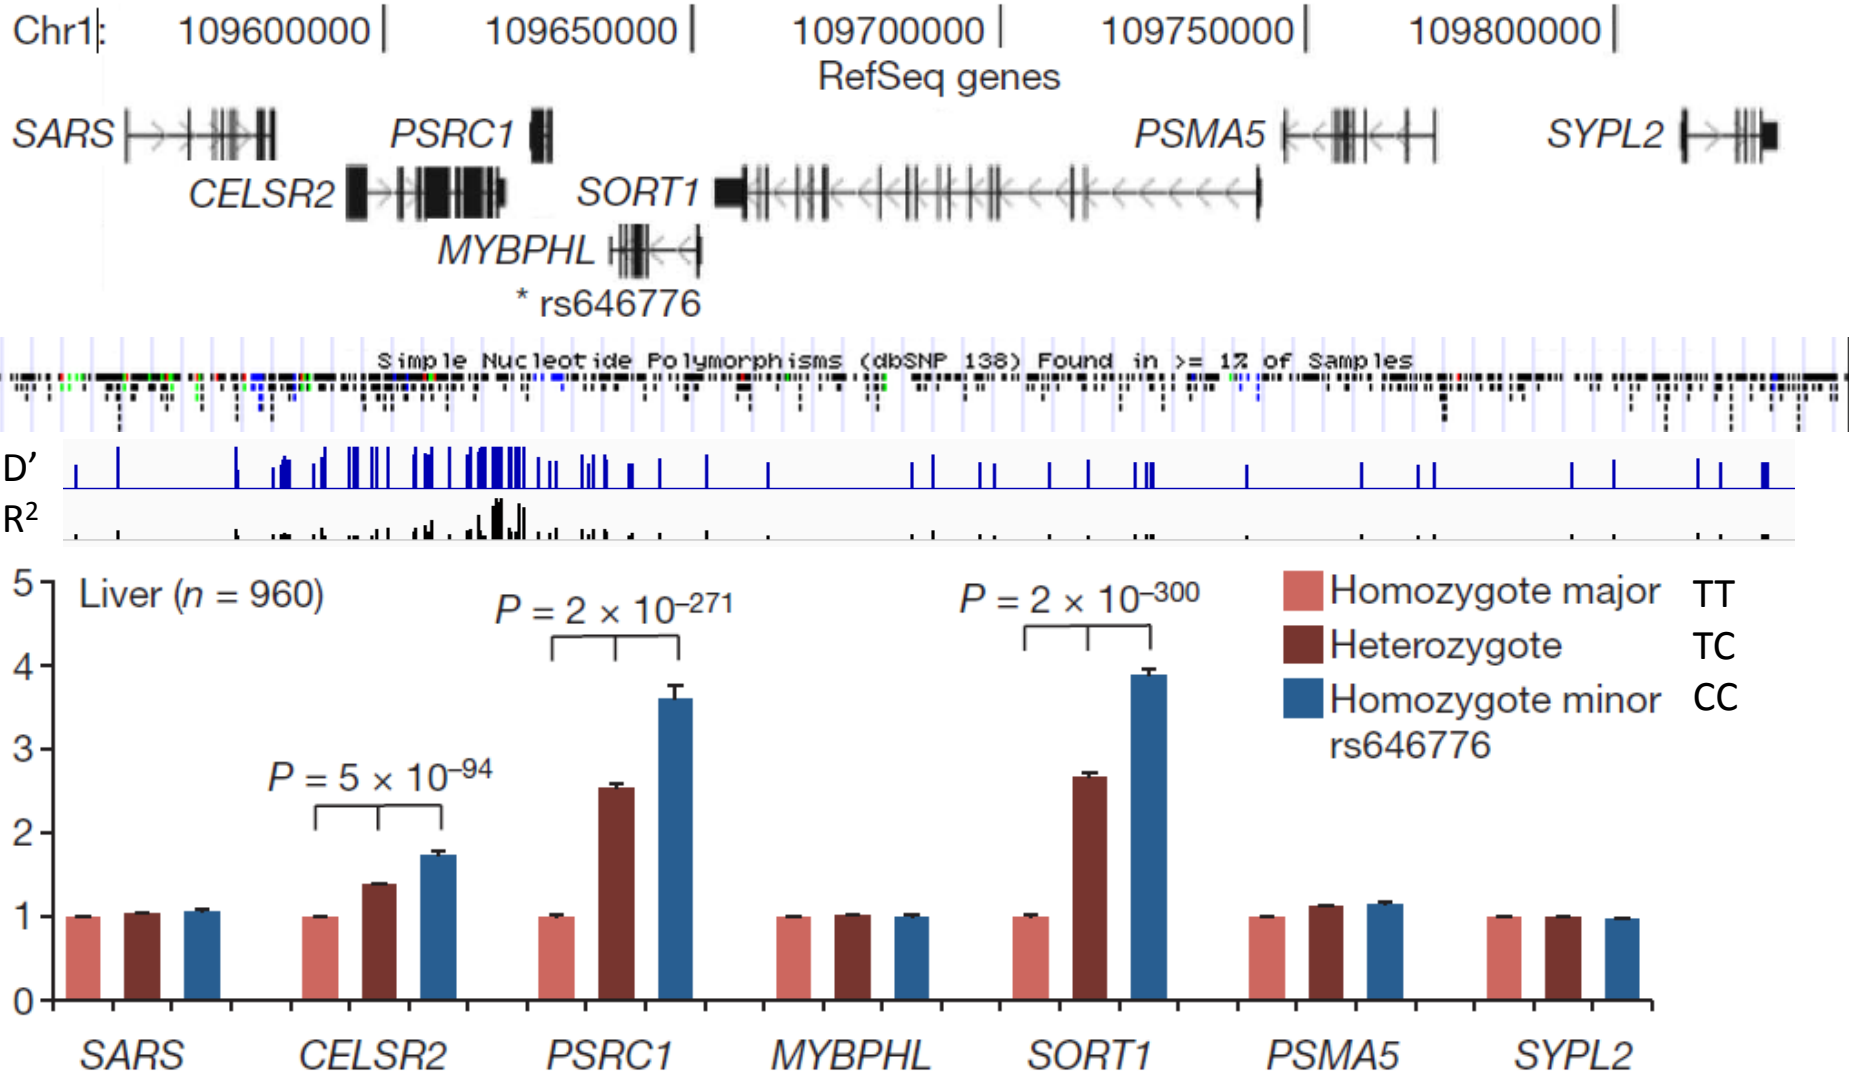 Chr1: 109600000 109650000 109700000 109750000 109800000
RefSeq genes
SARS PSRC1 PSMA5 SYPL2
CELSR2 SORT1
MYBPHL
* rs646776
Simple Nucleotide Polymorphisms (dbSNP 138) Found in >= 1% of Samples
D’
R²
5
4
3
2
1
0
Liver (n = 960)
P = 5 × 10⁻⁹⁴
P = 2 × 10⁻²⁷¹
P = 2 × 10⁻³⁰⁰
Homozygote major TT
Heterozygote TC
Homozygote minor CC
rs646776
SARS CELSR2 PSRC1 MYBPHL SORT1 PSMA5 SYPL2